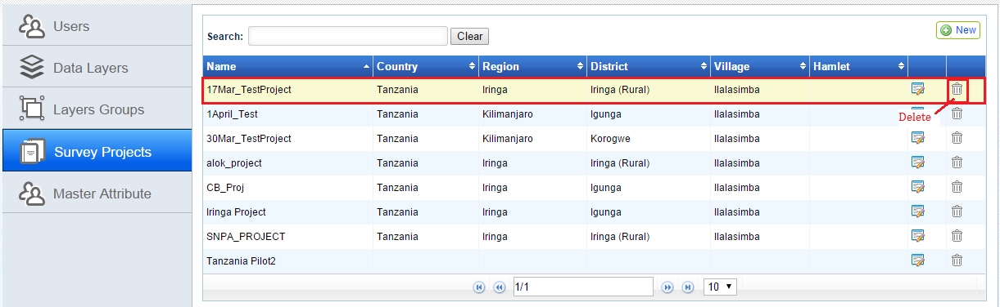 Users
Data Layers
Layers Groups
Survey Projects
Master Attribute
Search: Clear
New
Name Country Region District Village Hamlet
17Mar_TestProject Tanzania Iringa Iringa (Rural) Ilalasimba
Delete
1April_Test Tanzania Kilimanjaro Igunga Ilalasimba
30Mar_TestProject Tanzania Kilimanjaro Korogwe Ilalasimba
alok_project Tanzania Iringa Iringa (Rural) Ilalasimba
CB_Proj Tanzania Iringa Igunga Ilalasimba
Iringa Project Tanzania Iringa Igunga Ilalasimba
SNPA_PROJECT Tanzania Iringa Iringa (Rural) Ilalasimba
Tanzania Pilot2
1/1 10